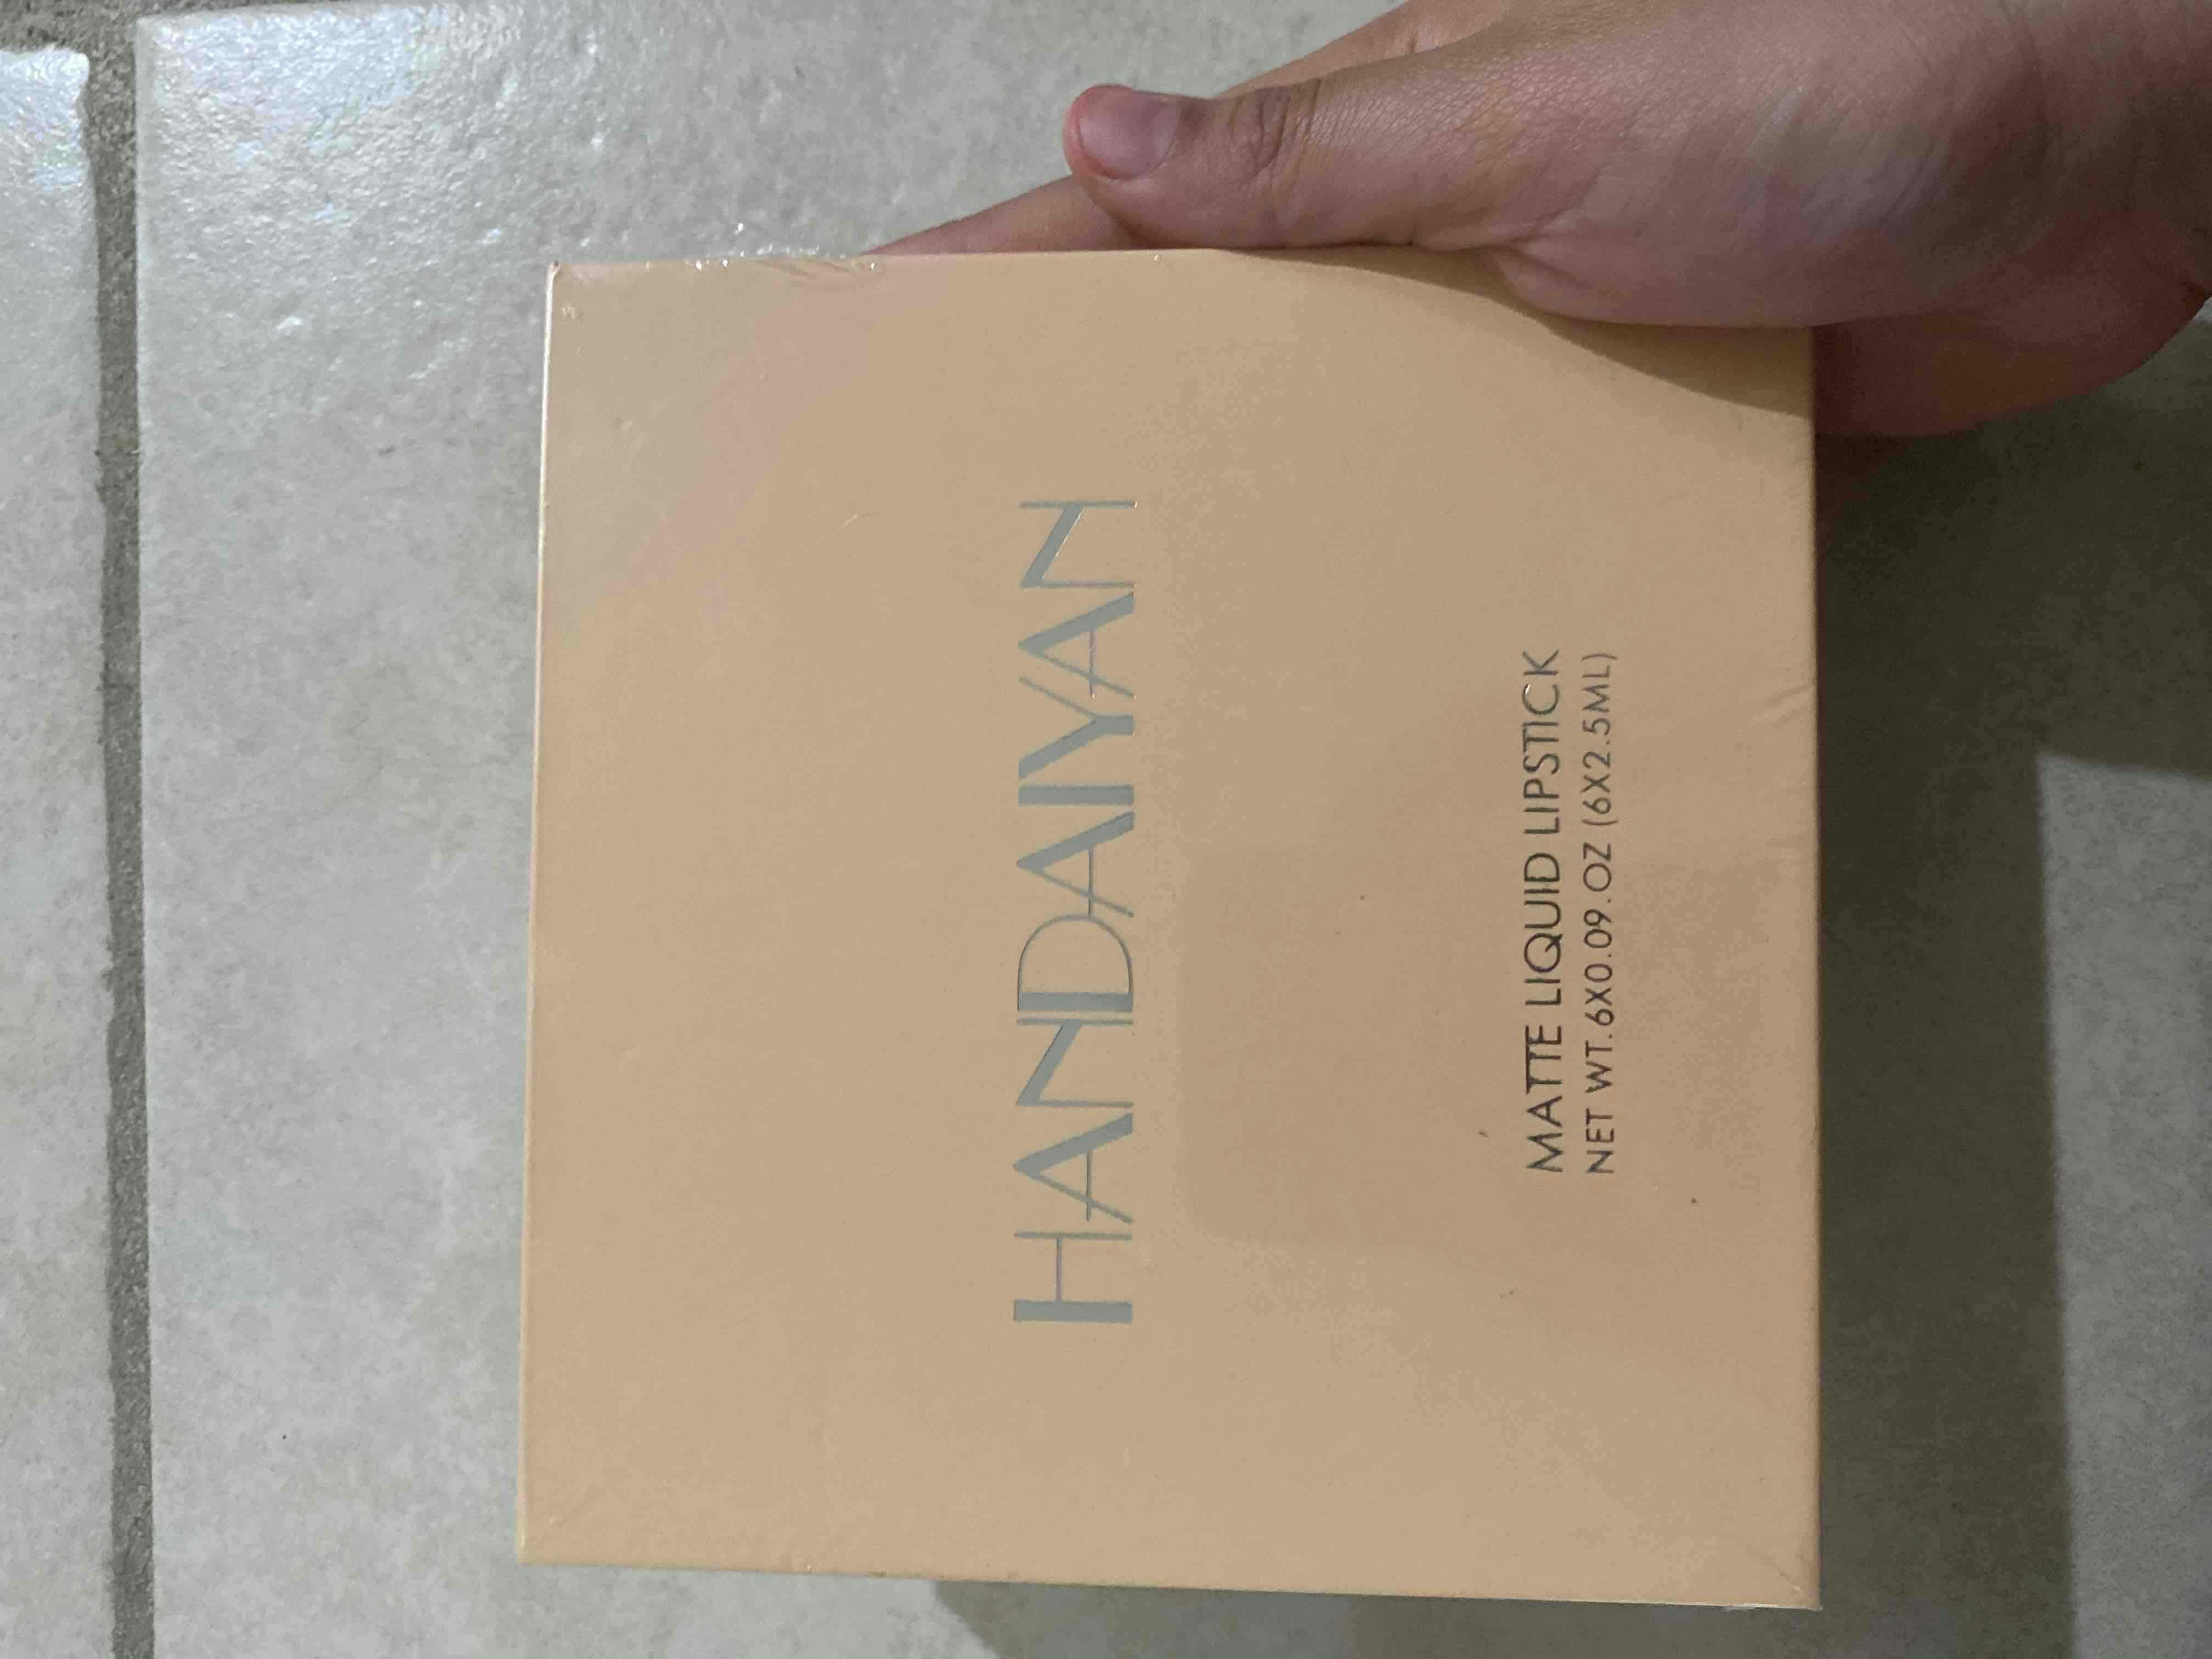 HANDAIYAN
MATTE LIQUID LIPSTICK
NET WT.6X0.09.OZ (6X2.5ML)